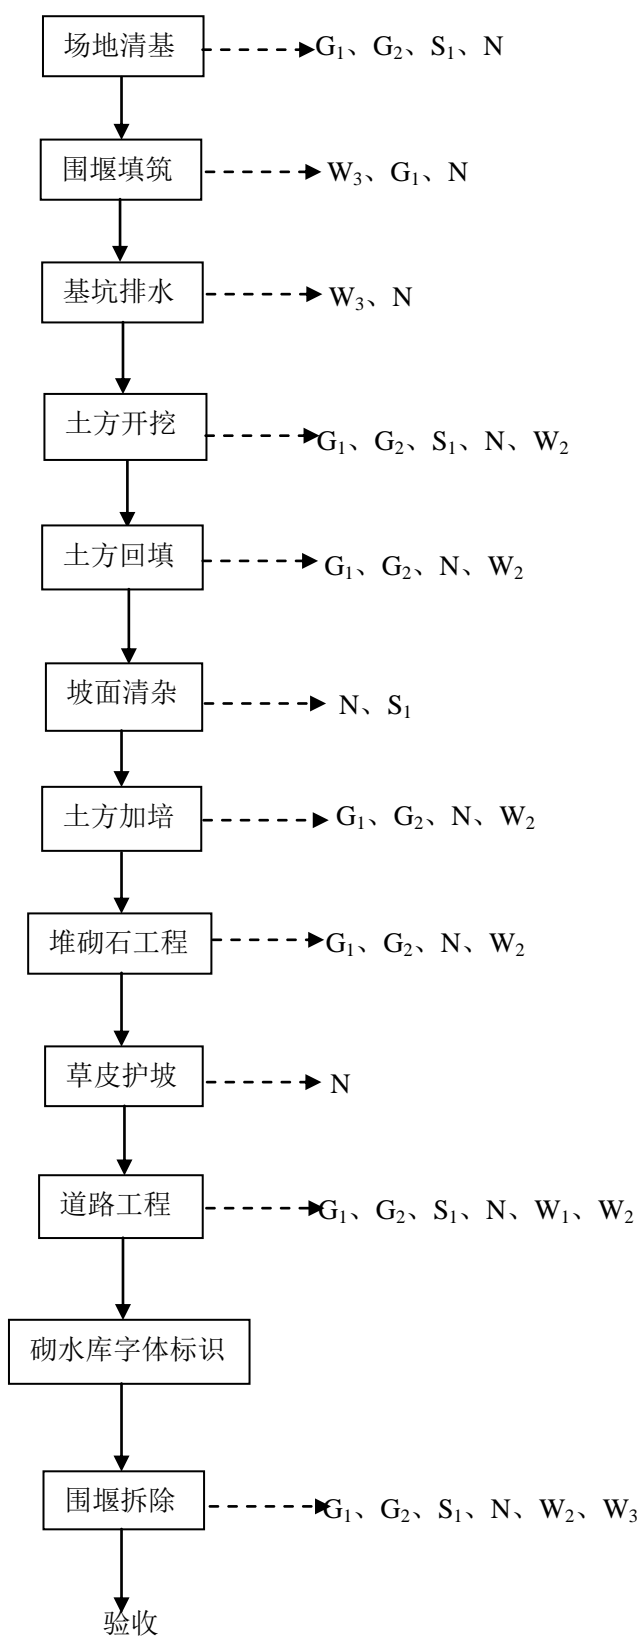 场地清基 G₁、G₂、S₁、N
围堰填筑 W₃、G₁、N
基坑排水 W₃、N
土方开挖 G₁、G₂、S₁、N、W₂
土方回填 G₁、G₂、N、W₂
坡面清杂 N、S₁
土方加培 G₁、G₂、N、W₂
堆砌石工程 G₁、G₂、N、W₂
草皮护坡 N
道路工程 G₁、G₂、S₁、N、W₁、W₂
砌水库字体标识
围堰拆除 G₁、G₂、S₁、N、W₂、W₃
验收